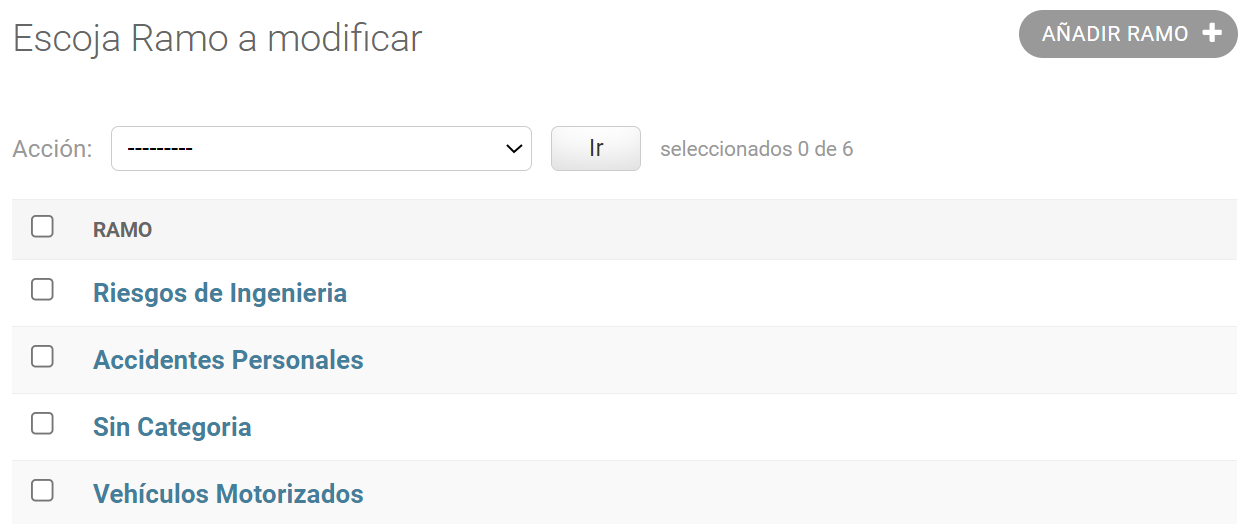 Escoja Ramo a modificar
AÑADIR RAMO
Acción: --------- Ir seleccionados 0 de 6
RAMO
Riesgos de Ingenieria
Accidentes Personales
Sin Categoria
Vehículos Motorizados